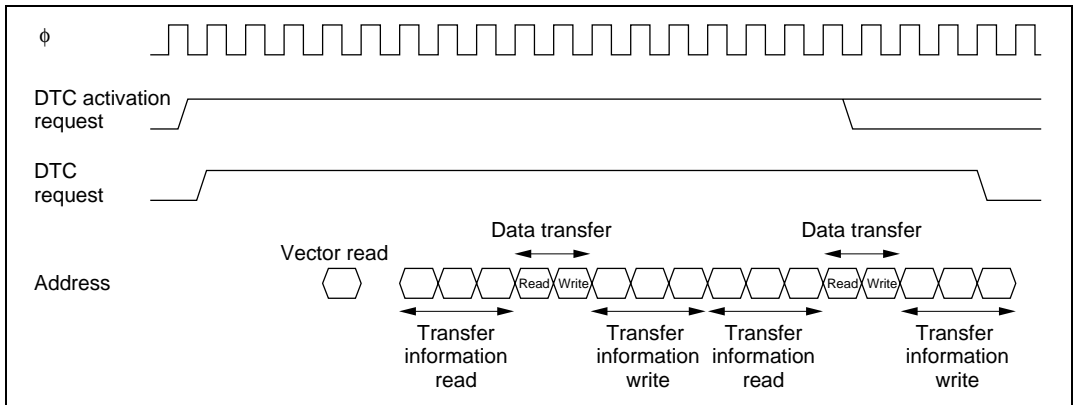 ϕ
DTC activation
request
DTC
request
Data transfer Data transfer
Vector read
Address
Read Write Read Write
Transfer Transfer Transfer Transfer
information information information information
read write read write